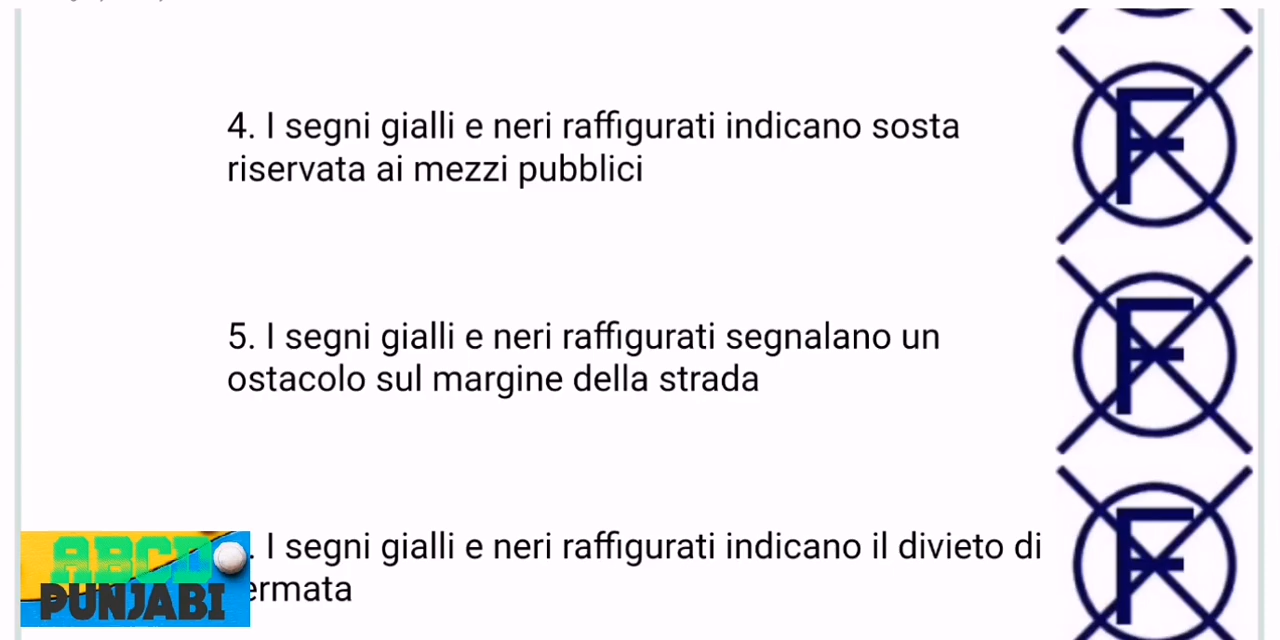 4. I segni gialli e neri raffigurati indicano sosta
riservata ai mezzi pubblici
F
5. I segni gialli e neri raffigurati segnalano un
ostacolo sul margine della strada
F
. I segni gialli e neri raffigurati indicano il divieto di
ermata
F
ABCD
PUNJABI